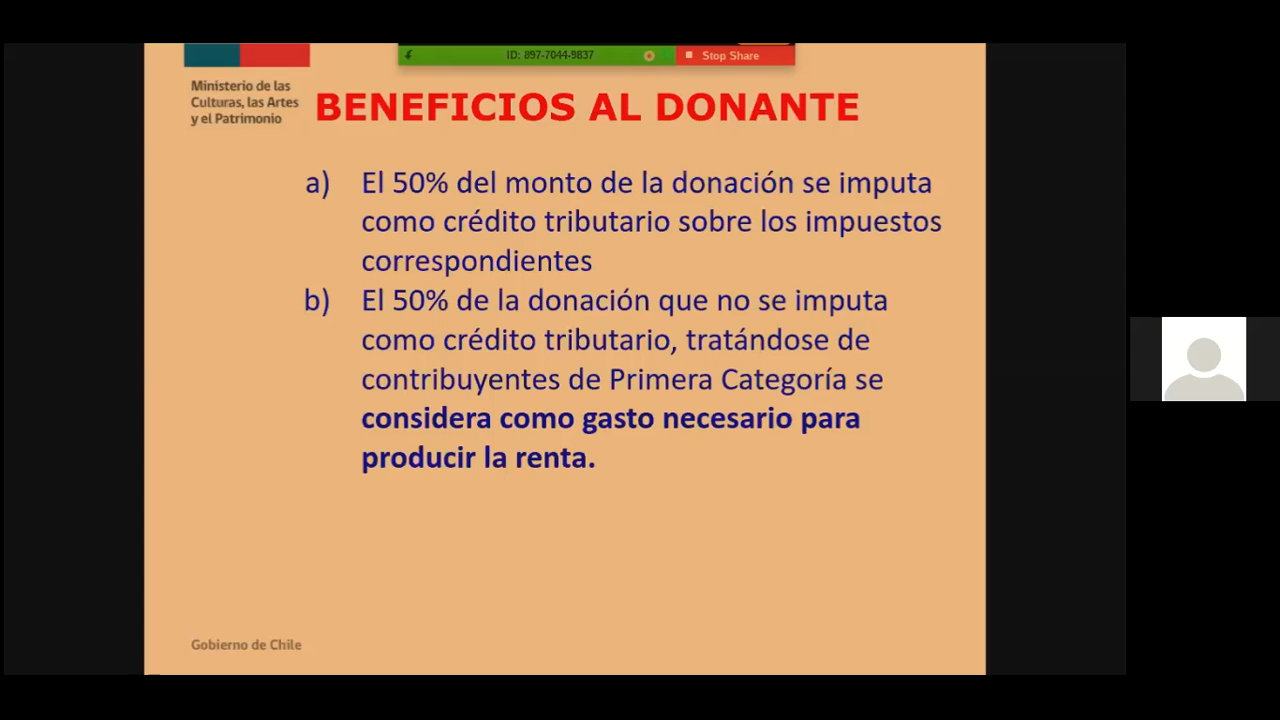 ID: 897-7044-9837
Stop Share
Ministerio de las
Culturas, las Artes
y el Patrimonio
BENEFICIOS AL DONANTE
a) El 50% del monto de la donación se imputa
como crédito tributario sobre los impuestos
correspondientes
b) El 50% de la donación que no se imputa
como crédito tributario, tratándose de
contribuyentes de Primera Categoría se
considera como gasto necesario para
producir la renta.
Gobierno de Chile